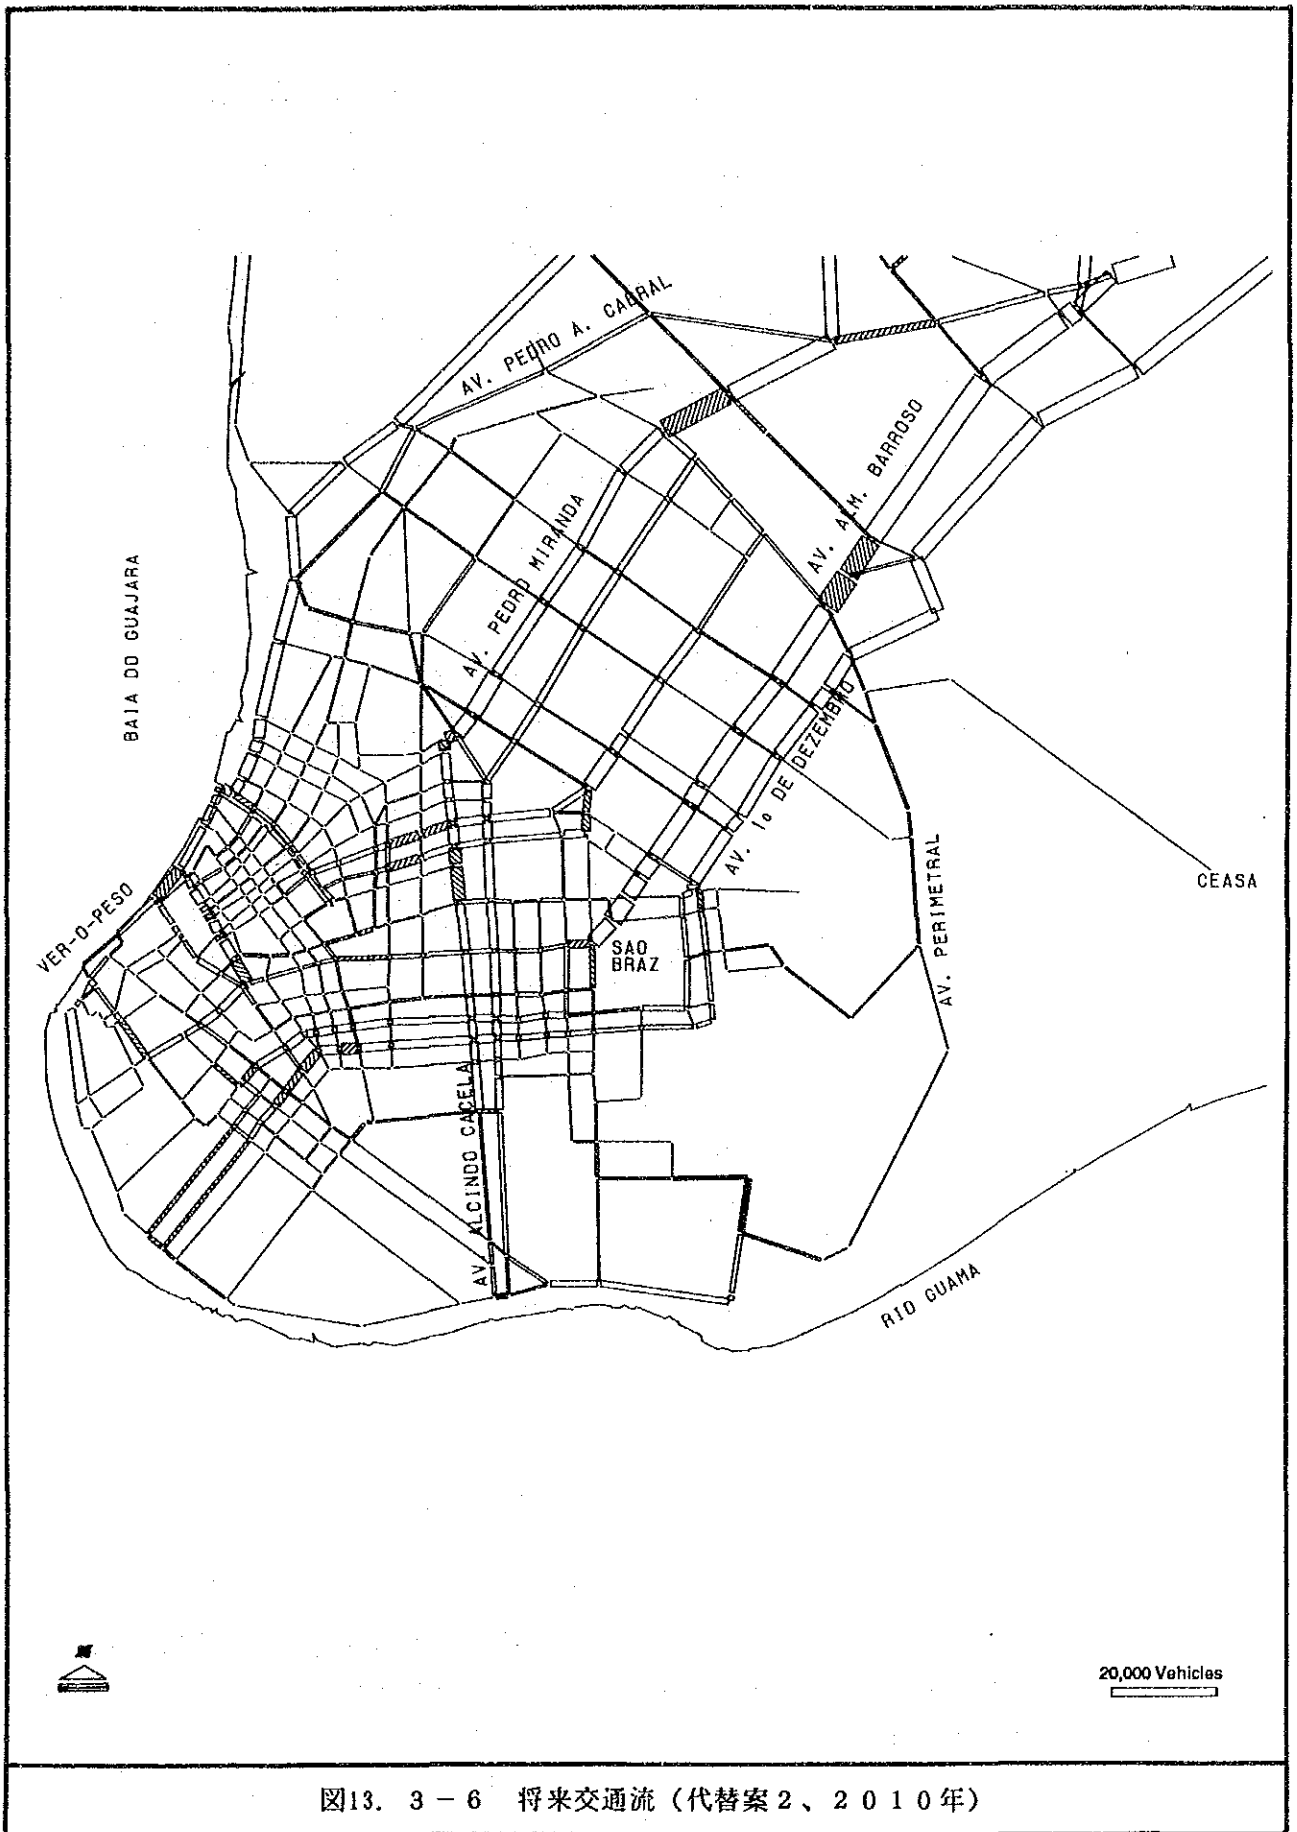 AV. PEDRO A. CABRAL
AV. ALM. BARROSO
AV. PEDRO MIRANDA
BAIA DO GUAJARA
AV. 1o DE DEZEMBRO
VER-O-PESO
AV. PERIMETRAL
CEASA
SAO
BRAZ
AV. ALCINDO CACELA
RIO GUAMA
N
20,000 Vehicles
図13. 3-6 将来交通流 (代替案2、2010年)